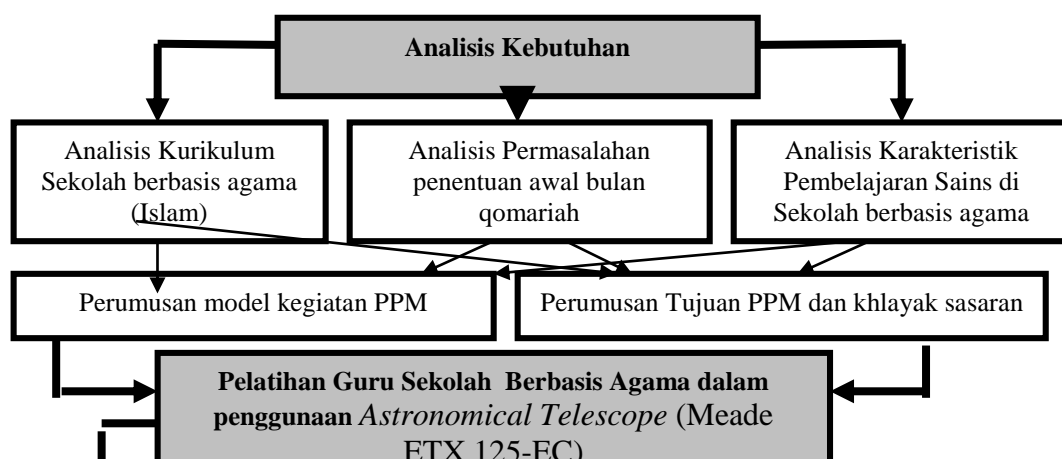 Analisis Kebutuhan
Analisis Kurikulum
Sekolah berbasis agama
(Islam)
Analisis Permasalahan
penentuan awal bulan
qomariah
Analisis Karakteristik
Pembelajaran Sains di
Sekolah berbasis agama
Perumusan model kegiatan PPM
Perumusan Tujuan PPM dan khlayak sasaran
Pelatihan Guru Sekolah Berbasis Agama dalam
penggunaan Astronomical Telescope (Meade
ETX 125-EC)